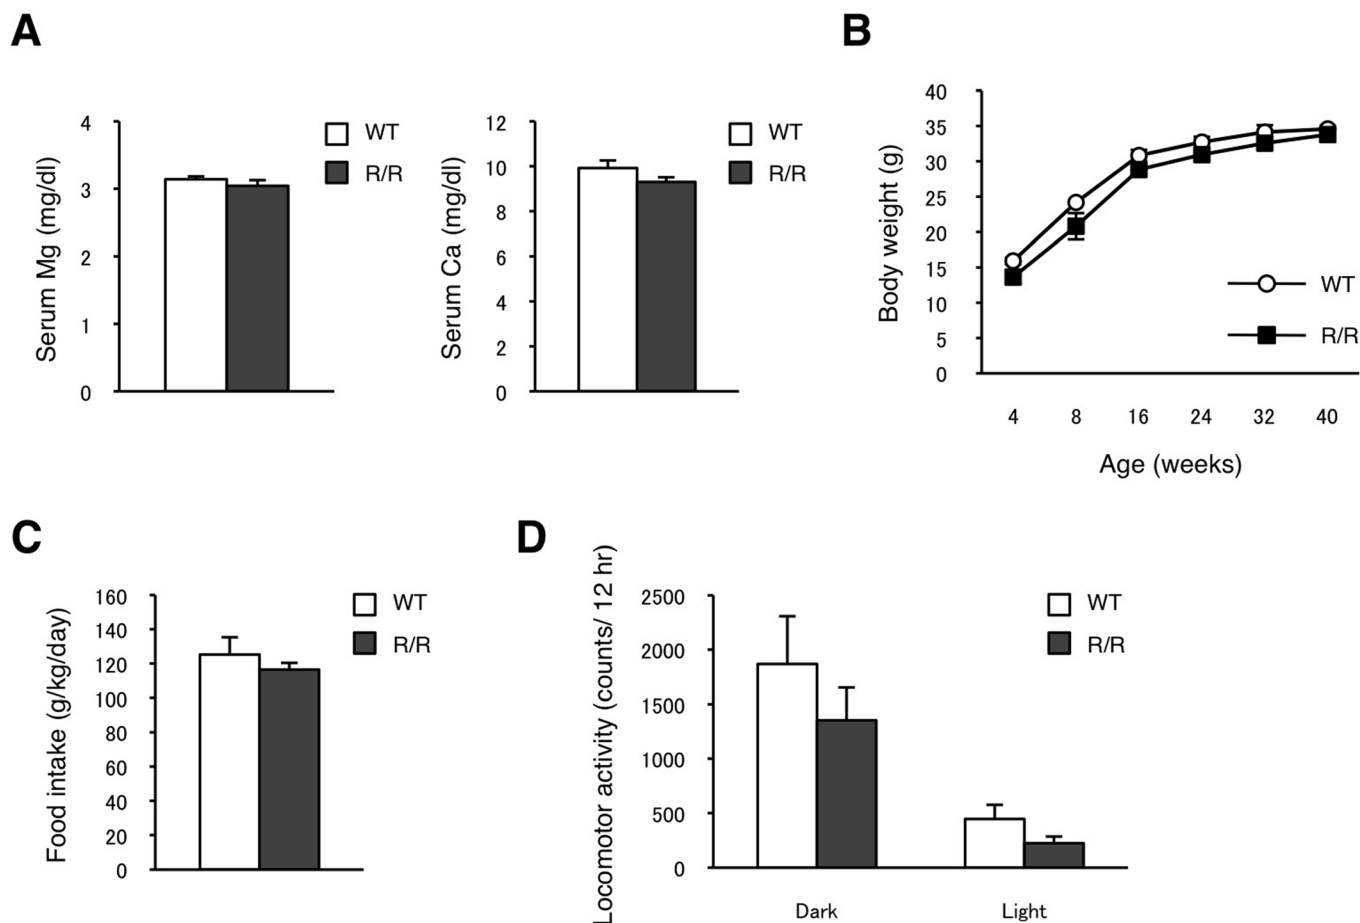 A
Serum Mg (mg/dl)
4
3
2
1
0
WT
R/R
Serum Ca (mg/dl)
12
10
8
6
4
2
0
WT
R/R
B
Body weight (g)
40
35
30
25
20
15
10
5
0
4 8 16 24 32 40
Age (weeks)
WT
R/R
C
Food intake (g/kg/day)
160
140
120
100
80
60
40
20
0
WT
R/R
D
Locomotor activity (counts/ 12 hr)
2500
2000
1500
1000
500
0
Dark Light
WT
R/R